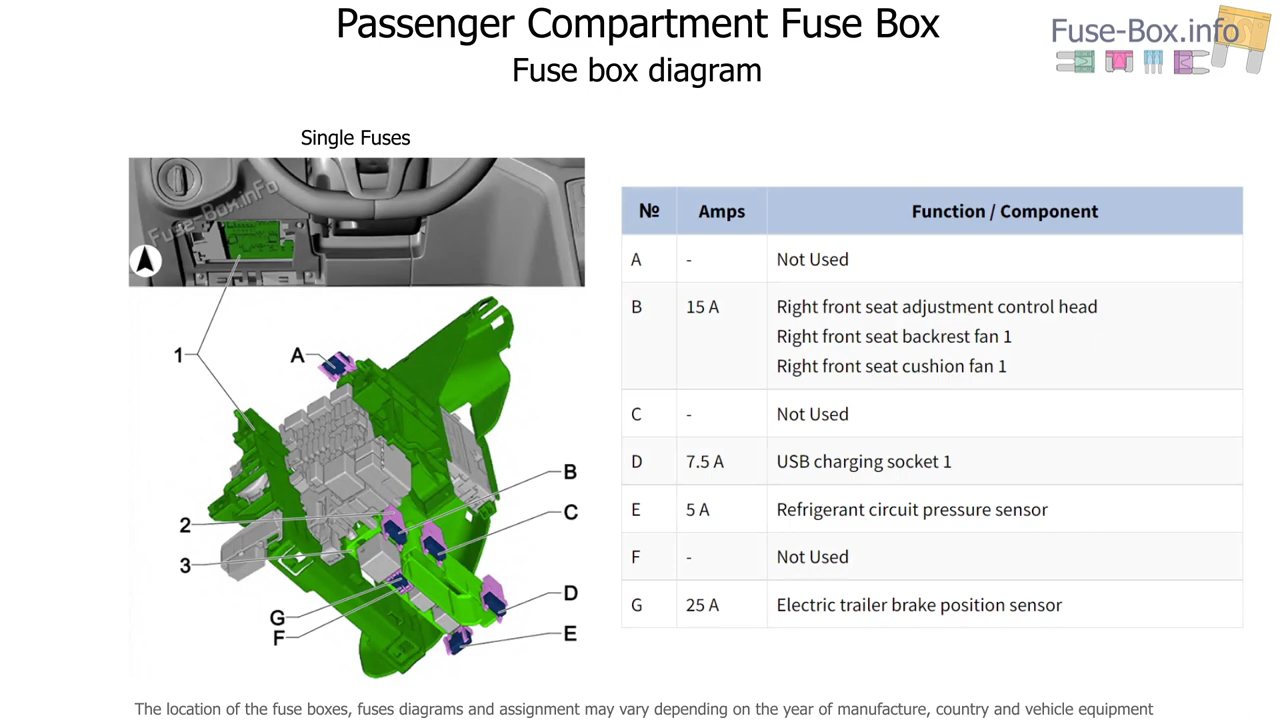 Passenger Compartment Fuse Box
Fuse box diagram
Fuse-Box.info
Single Fuses
Fuse-Box.inFo
1
A
B
2
C
3
G
D
F
E
№ Amps Function / Component
A - Not Used
B 15 A Right front seat adjustment control head
Right front seat backrest fan 1
Right front seat cushion fan 1
C - Not Used
D 7.5 A USB charging socket 1
E 5 A Refrigerant circuit pressure sensor
F - Not Used
G 25 A Electric trailer brake position sensor
The location of the fuse boxes, fuses diagrams and assignment may vary depending on the year of manufacture, country and vehicle equipment